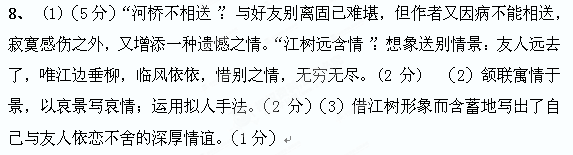 8、 (1)(5分)“河桥不相送”：与好友别离固已难堪，但作者又因病不能相送，
寂寞感伤之外，又增添一种遗憾之情。“江树远含情”：想象送别情景：友人远去
了，唯江边垂柳，临风依依，惜别之情，无穷无尽。(2分) (2)颔联寓情于
景，以哀景写哀情；运用拟人手法。(2分)(3)借江树形象而含蓄地写出了自
己与友人依恋不舍的深厚情谊。(1分)